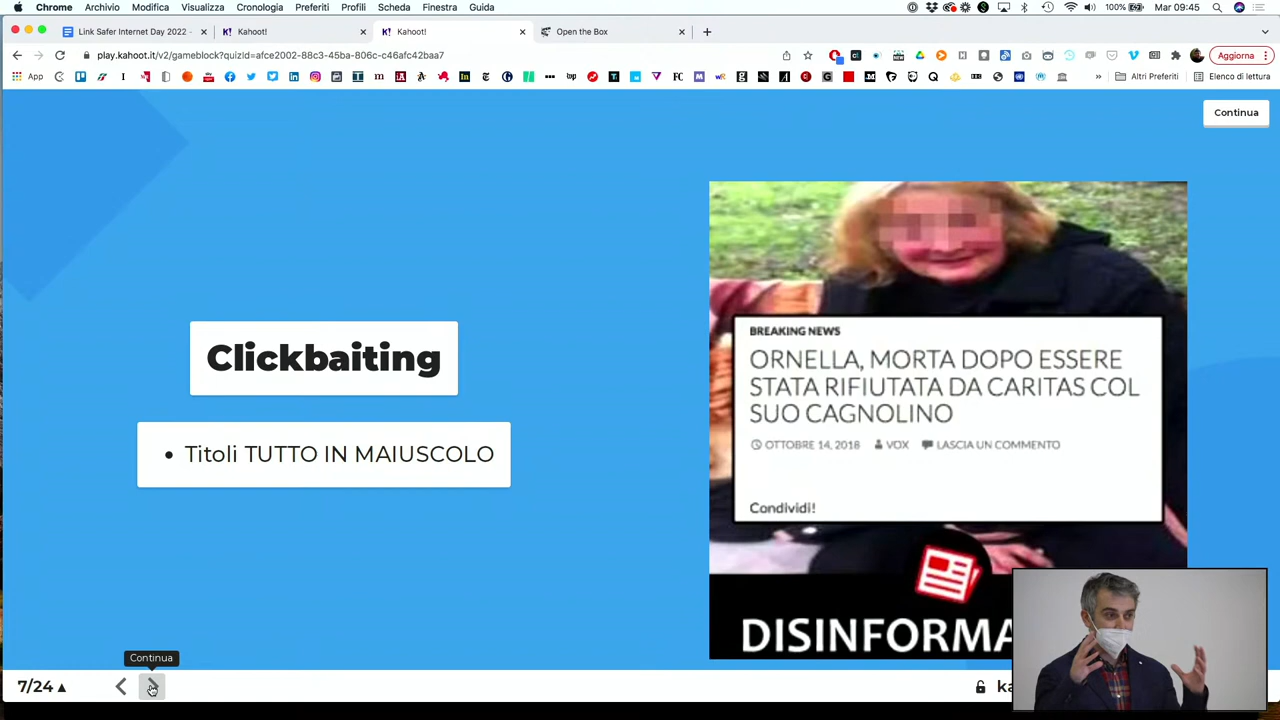 Chrome Archivio Modifica Visualizza Cronologia Preferiti Profili Scheda Finestra Guida 100% Mar 09:45
Link Safer Internet Day 2022 - Kahoot! Kahoot! Open the Box
play.kahoot.it/v2/gameblock?quizId=afce2002-88c3-45ba-806c-c46afc42baa7 Aggiorna
App Altri Preferiti Elenco di lettura
Continua
Clickbaiting
• Titoli TUTTO IN MAIUSCOLO
BREAKING NEWS
ORNELLA, MORTA DOPO ESSERE
STATA RIFIUTATA DA CARITAS COL
SUO CAGNOLINO
OTTOBRE 14, 2018 VOX LASCIA UN COMMENTO
Condividi!
DISINFORMA
Continua
7/24